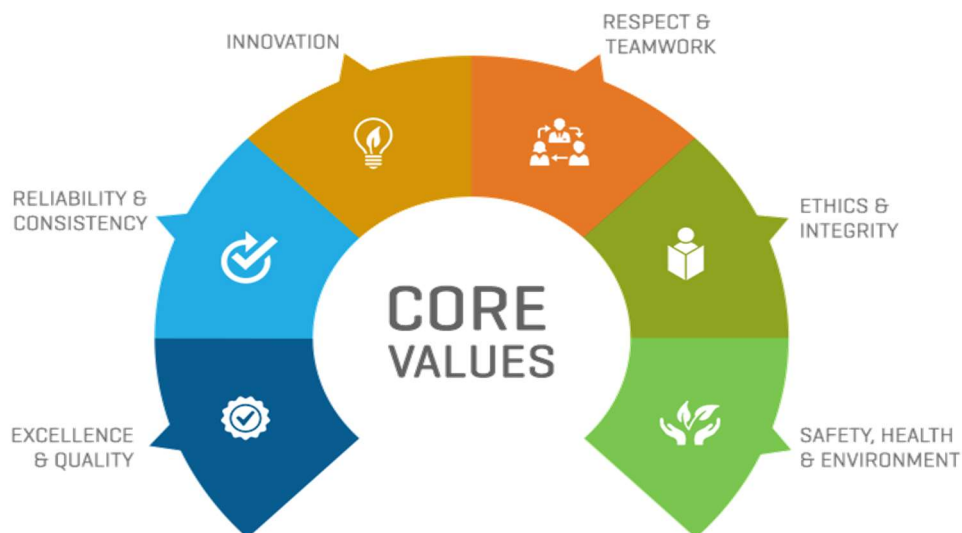 INNOVATION
RESPECT &
TEAMWORK
RELIABILITY &
CONSISTENCY
ETHICS &
INTEGRITY
CORE
VALUES
EXCELLENCE
& QUALITY
SAFETY, HEALTH
& ENVIRONMENT